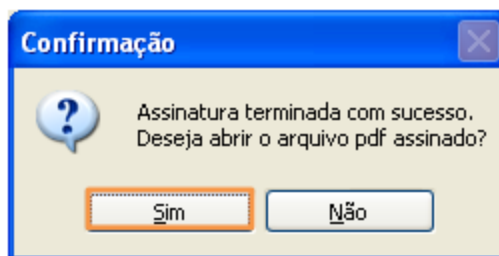 Confirmação
Assinatura terminada com sucesso.
Deseja abrir o arquivo pdf assinado?
Sim
Não